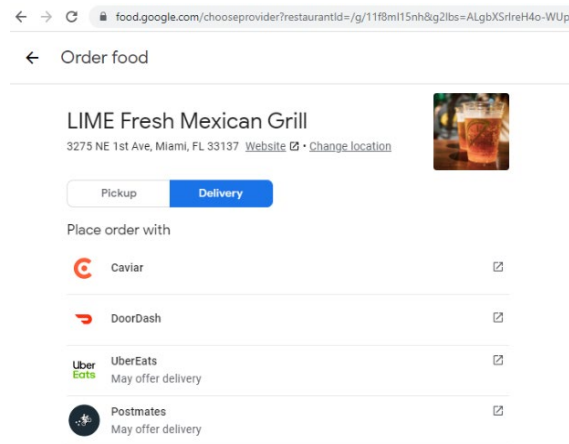 food.google.com/chooseprovider?restaurantId=/g/11f8ml15nh&g2lbs=ALgbXSrIreH4o-WUp
Order food
LIME Fresh Mexican Grill
3275 NE 1st Ave, Miami, FL 33137 Website • Change location
Pickup Delivery
Place order with
Caviar
DoorDash
Uber
Eats
UberEats
May offer delivery
Postmates
May offer delivery